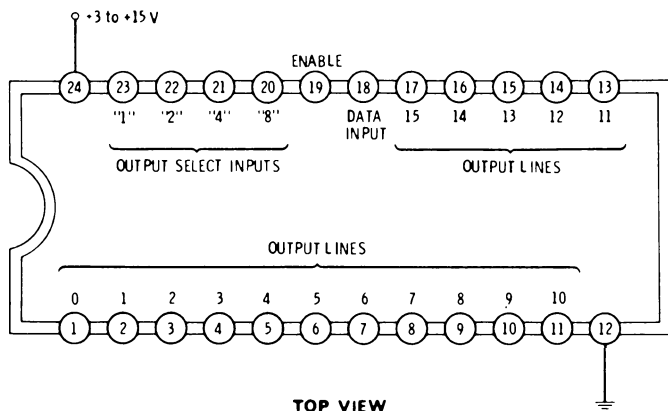 +3 to +15 V
ENABLE
24 23 22 21 20 19 18 17 16 15 14 13
"1" "2" "4" "8" DATA INPUT 15 14 13 12 11
OUTPUT SELECT INPUTS OUTPUT LINES
OUTPUT LINES
0 1 2 3 4 5 6 7 8 9 10
1 2 3 4 5 6 7 8 9 10 11 12
TOP VIEW